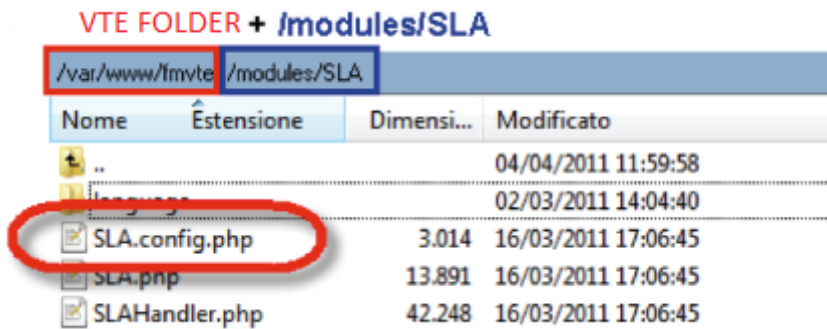 VTE FOLDER + /modules/SLA
/var/www/fmvte /modules/SLA
Nome Estensione Dimensi... Modificato
.. 04/04/2011 11:59:58
language 02/03/2011 14:04:40
SLA.config.php 3.014 16/03/2011 17:06:45
SLA.php 13.891 16/03/2011 17:06:45
SLAHandler.php 42.248 16/03/2011 17:06:45